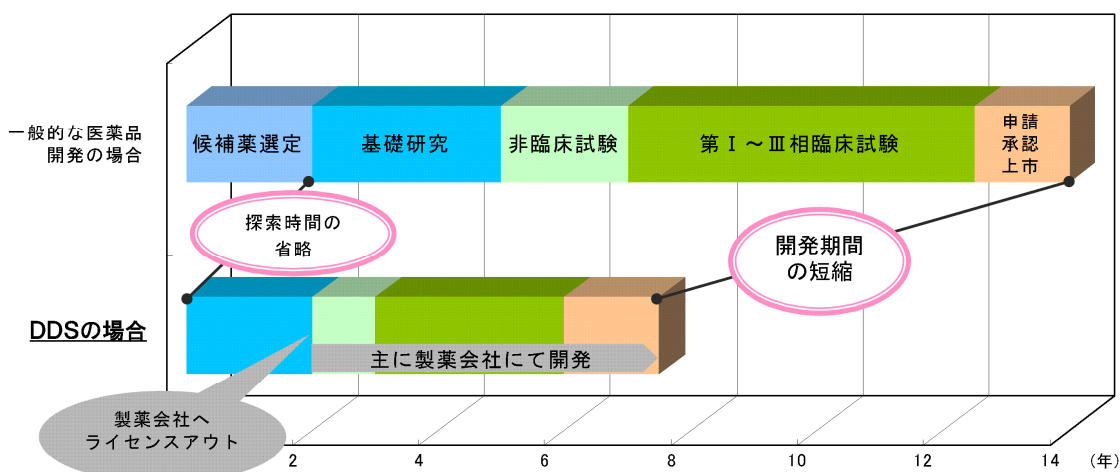 一般的な医薬品
開発の場合
候補薬選定
基礎研究
非臨床試験
第Ⅰ～Ⅲ相臨床試験
申請
承認
上市
探索時間の
省略
開発期間
の短縮
DDSの場合
主に製薬会社にて開発
製薬会社へ
ライセンスアウト
2 4 6 8 10 12 14 (年)